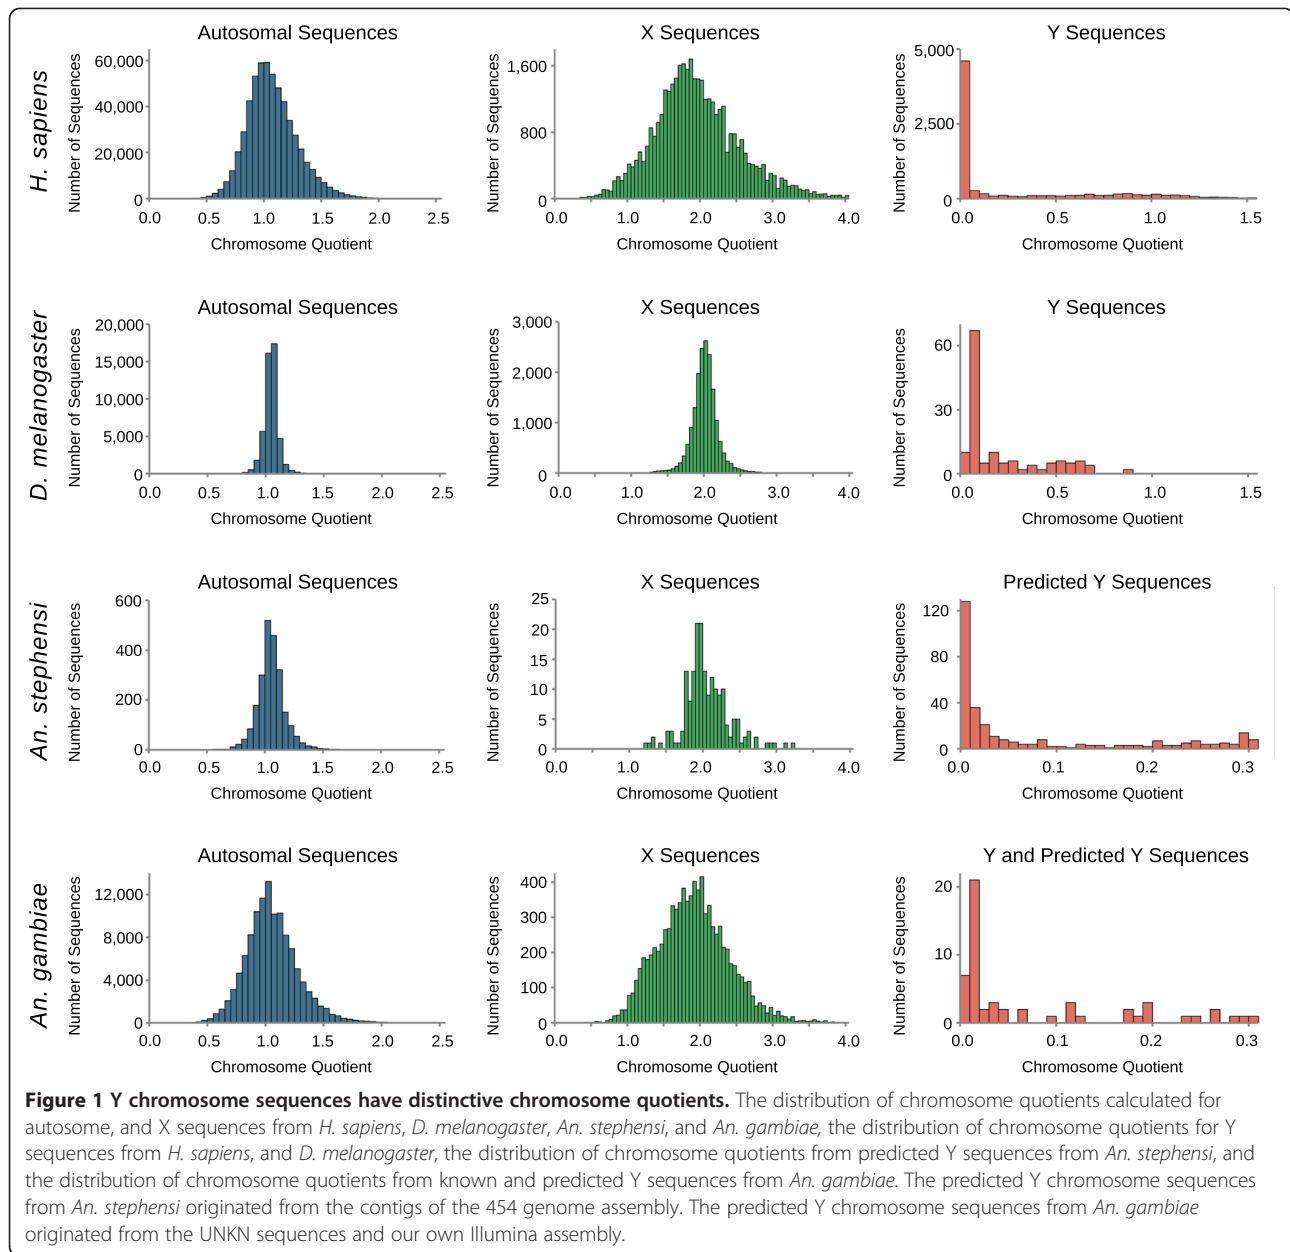 Autosomal Sequences
X Sequences
Y Sequences
H. sapiens
Number of Sequences
60,000
40,000
20,000
0
0.0 0.5 1.0 1.5 2.0 2.5
Chromosome Quotient
Number of Sequences
1,600
800
0
0.0 1.0 2.0 3.0 4.0
Chromosome Quotient
Number of Sequences
5,000
2,500
0
0.0 0.5 1.0 1.5
Chromosome Quotient
Autosomal Sequences
X Sequences
Y Sequences
D. melanogaster
Number of Sequences
20,000
15,000
10,000
5,000
0
0.0 0.5 1.0 1.5 2.0 2.5
Chromosome Quotient
Number of Sequences
3,000
2,000
1,000
0
0.0 1.0 2.0 3.0 4.0
Chromosome Quotient
Number of Sequences
60
30
0
0.0 0.5 1.0 1.5
Chromosome Quotient
Autosomal Sequences
X Sequences
Predicted Y Sequences
An. stephensi
Number of Sequences
600
400
200
0
0.0 0.5 1.0 1.5 2.0 2.5
Chromosome Quotient
Number of Sequences
25
20
15
10
5
0
0.0 1.0 2.0 3.0 4.0
Chromosome Quotient
Number of Sequences
120
80
40
0
0.0 0.1 0.2 0.3
Chromosome Quotient
Autosomal Sequences
X Sequences
Y and Predicted Y Sequences
An. gambiae
Number of Sequences
12,000
8,000
4,000
0
0.0 0.5 1.0 1.5 2.0 2.5
Chromosome Quotient
Number of Sequences
400
300
200
100
0
0.0 1.0 2.0 3.0 4.0
Chromosome Quotient
Number of Sequences
20
10
0
0.0 0.1 0.2 0.3
Chromosome Quotient
Figure 1 Y chromosome sequences have distinctive chromosome quotients. The distribution of chromosome quotients calculated for
autosome, and X sequences from H. sapiens, D. melanogaster, An. stephensi, and An. gambiae, the distribution of chromosome quotients for Y
sequences from H. sapiens, and D. melanogaster, the distribution of chromosome quotients from predicted Y sequences from An. stephensi, and
the distribution of chromosome quotients from known and predicted Y sequences from An. gambiae. The predicted Y chromosome sequences
from An. stephensi originated from the contigs of the 454 genome assembly. The predicted Y chromosome sequences from An. gambiae
originated from the UNKN sequences and our own Illumina assembly.